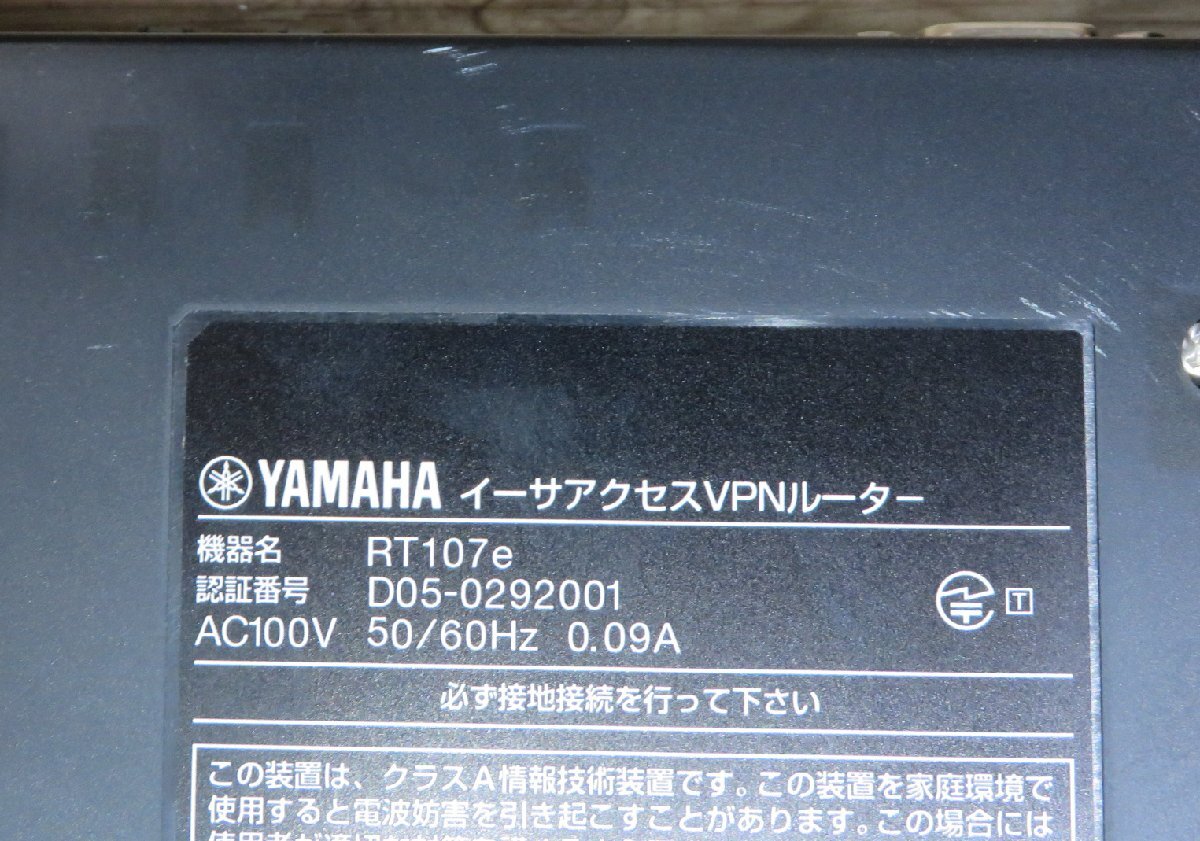 YAMAHA イーサアクセスVPNルーター
機器名 RT107e
認証番号 D05-0292001
AC100V 50/60Hz 0.09A
T
必ず接地接続を行って下さい
この装置は、クラスA情報技術装置です。この装置を家庭環境で
使用すると電波妨害を引き起こすことがあります。この場合には